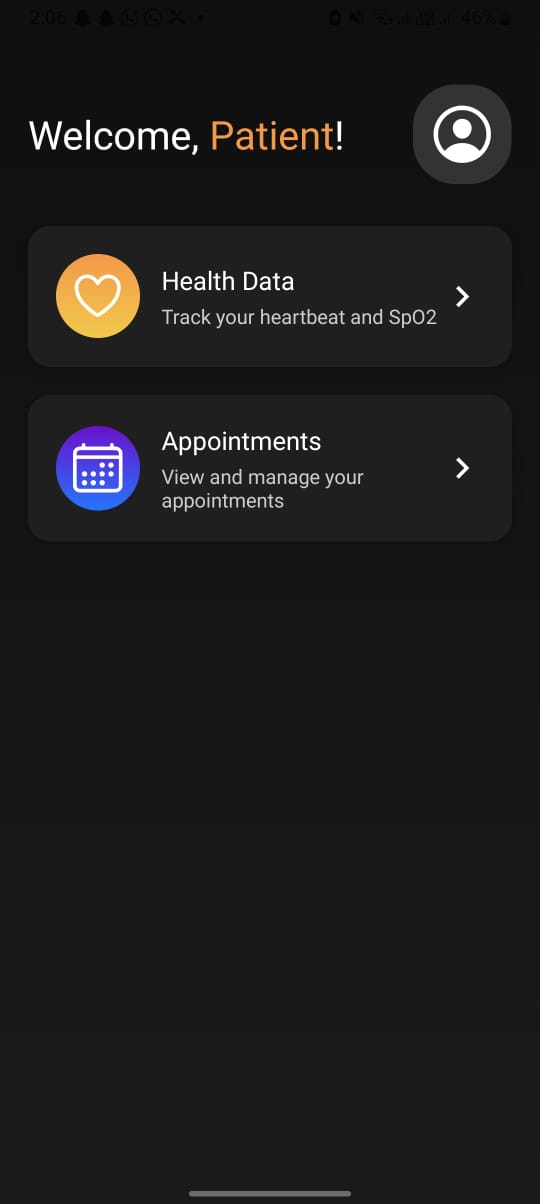 2:06
46%
Welcome, Patient!
Health Data
Track your heartbeat and SpO2
Appointments
View and manage your
appointments